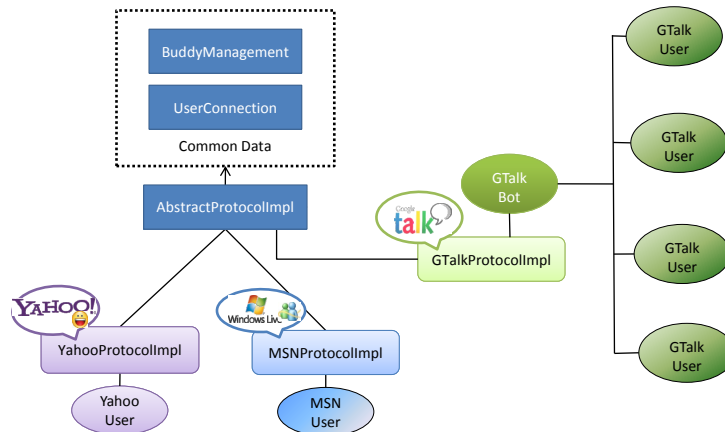 BuddyManagement
UserConnection
Common Data
AbstractProtocolImpl
GTalk
User
GTalk
User
GTalk
Bot
Google
talk
GTalkProtocolImpl
GTalk
User
GTalk
User
YAHOO!
Windows Live
YahooProtocolImpl
MSNProtocolImpl
Yahoo
User
MSN
User